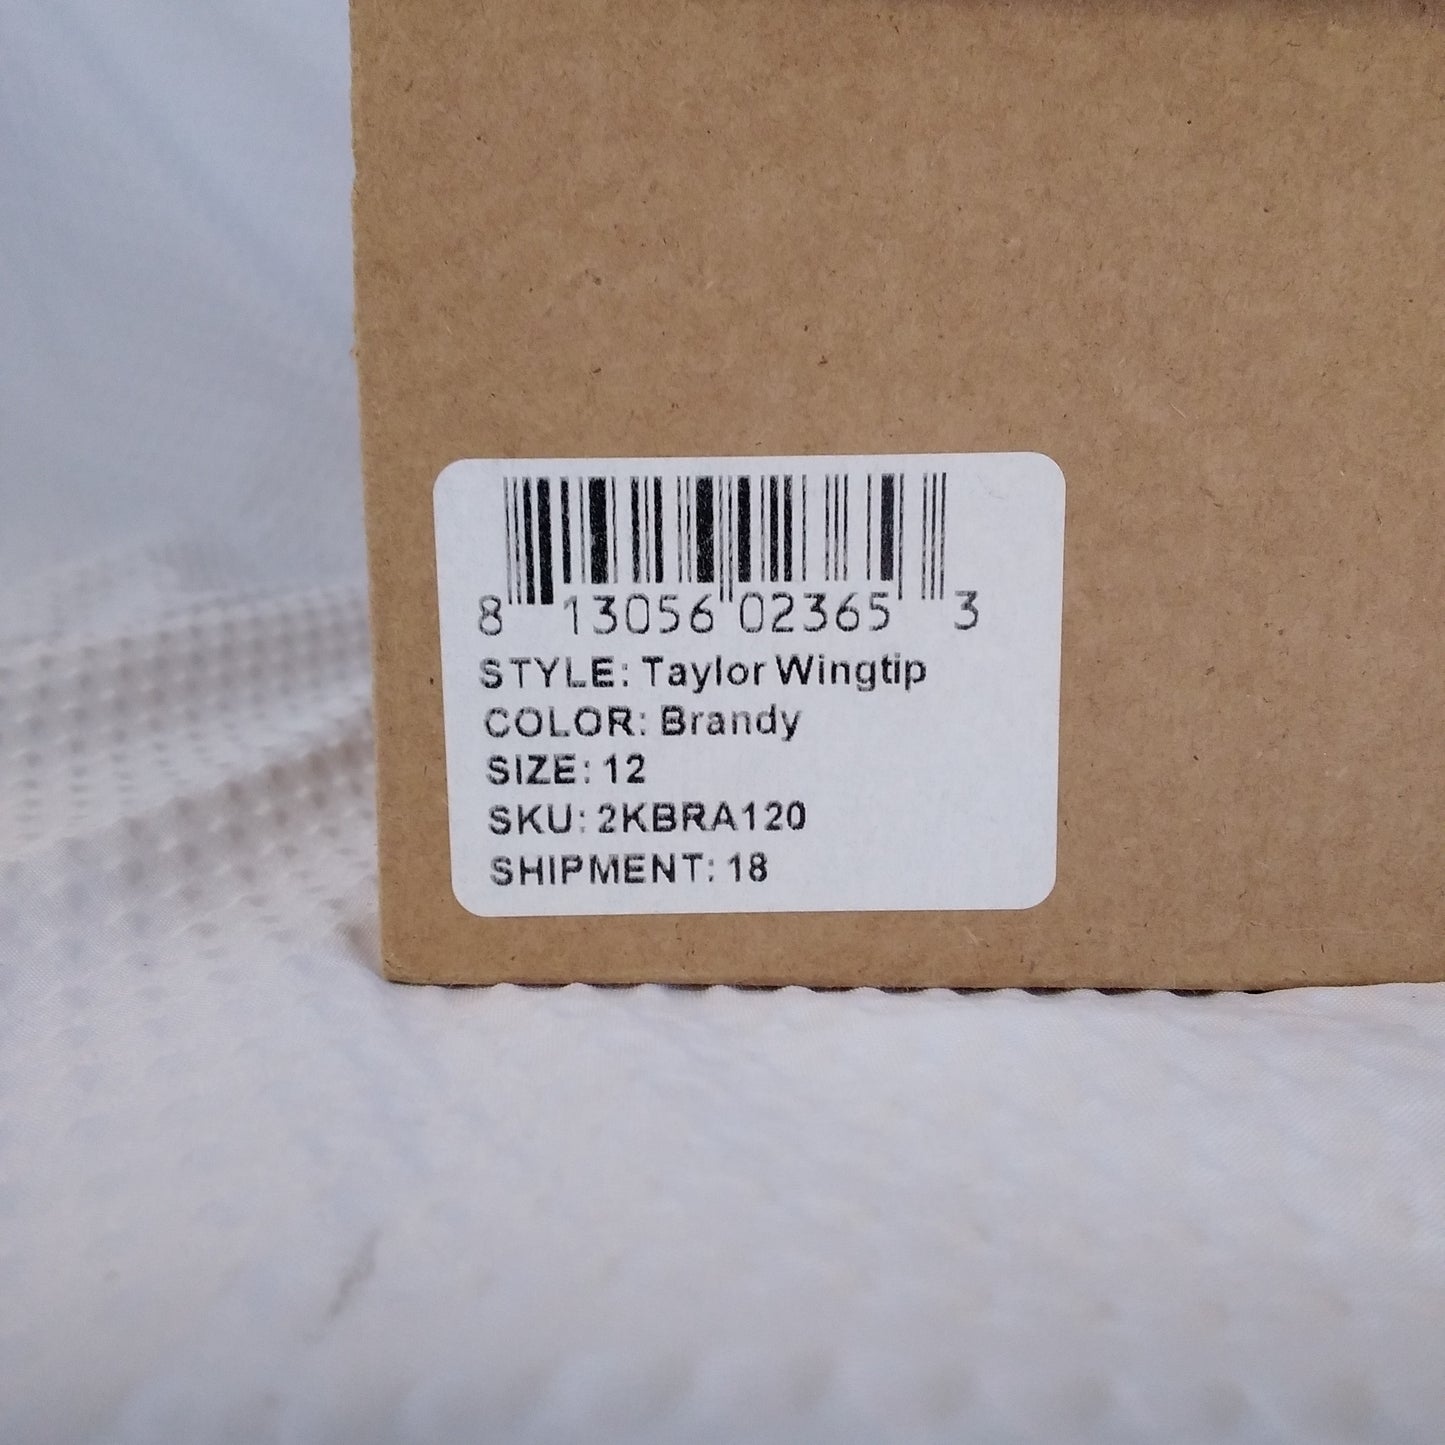 8 13056 02365 3
STYLE: Taylor Wingtip
COLOR: Brandy
SIZE: 12
SKU: 2KBRA120
SHIPMENT: 18